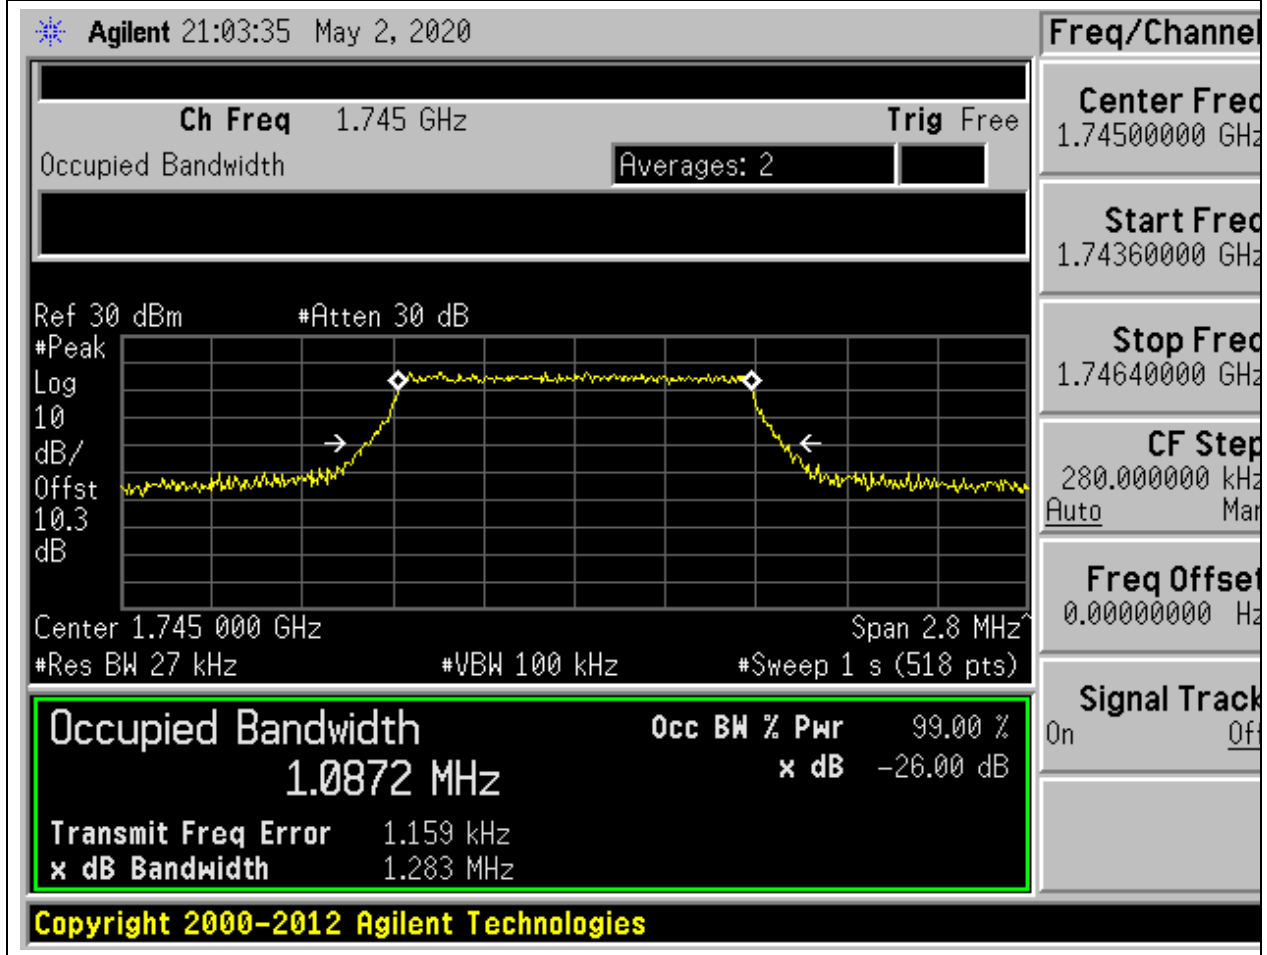 Agilent 21:03:35 May 2, 2020
Freq/Channel
Ch Freq 1.745 GHz Trig Free
Occupied Bandwidth Averages: 2
Center Freq
1.74500000 GHz
Start Freq
1.74360000 GHz
Stop Freq
1.74640000 GHz
CF Step
280.000000 kHz
Auto Man
Freq Offset
0.00000000 Hz
Signal Track
On Off
Ref 30 dBm #Atten 30 dB
#Peak
Log
10
dB/
Offst
10.3
dB
Center 1.745 000 GHz Span 2.8 MHz^
#Res BW 27 kHz #VBW 100 kHz #Sweep 1 s (518 pts)
Occupied Bandwidth Occ BW % Pwr 99.00 %
1.0872 MHz x dB -26.00 dB
Transmit Freq Error 1.159 kHz
x dB Bandwidth 1.283 MHz
Copyright 2000-2012 Agilent Technologies